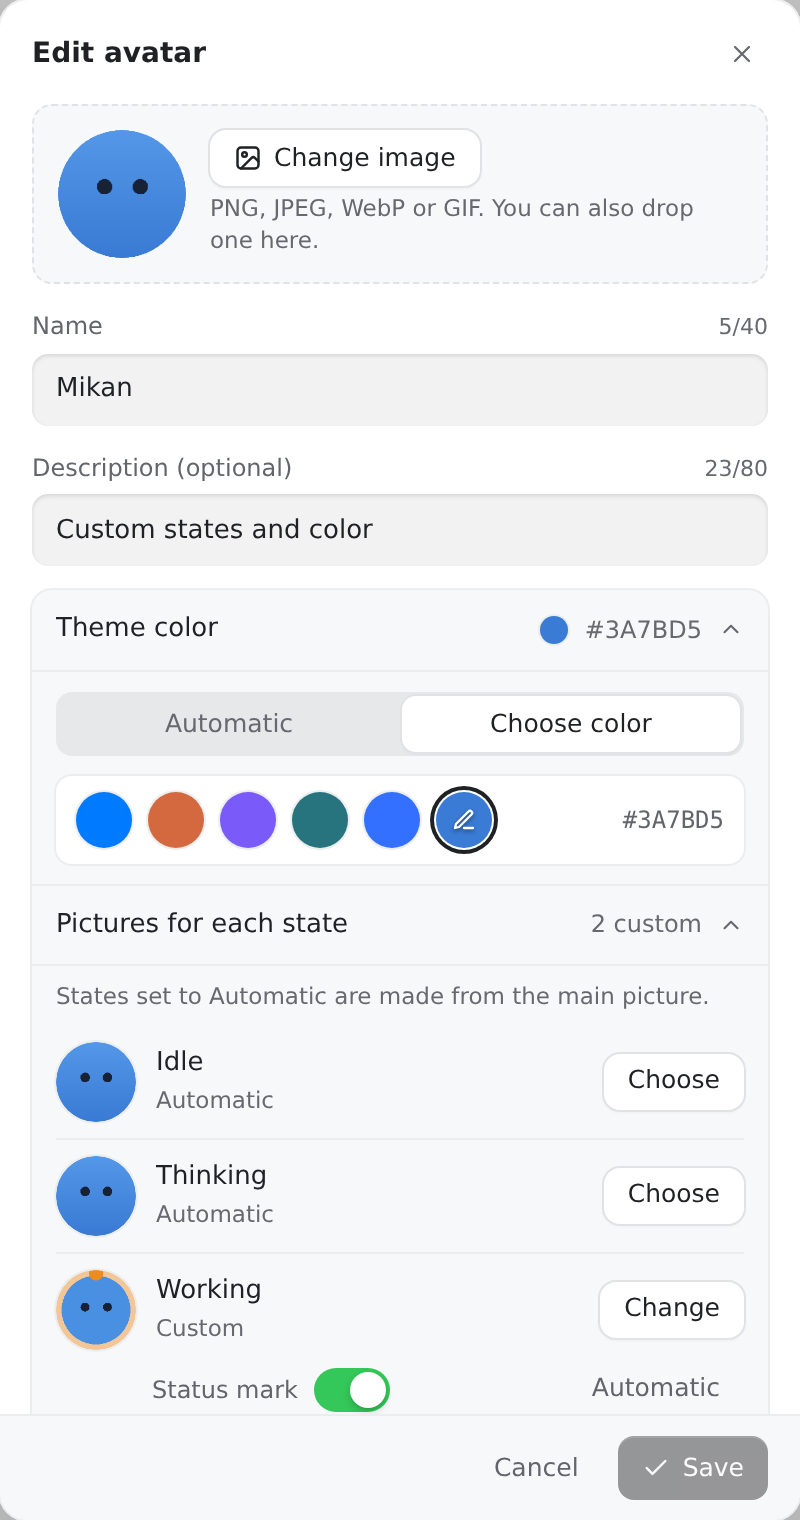 Edit avatar
Change image
PNG, JPEG, WebP or GIF. You can also drop
one here.
Name 5/40
Mikan
Description (optional) 23/80
Custom states and color
Theme color #3A7BD5
Automatic Choose color
#3A7BD5
Pictures for each state 2 custom
States set to Automatic are made from the main picture.
Idle
Automatic
Choose
Thinking
Automatic
Choose
Working
Custom
Change
Status mark Automatic
Cancel Save